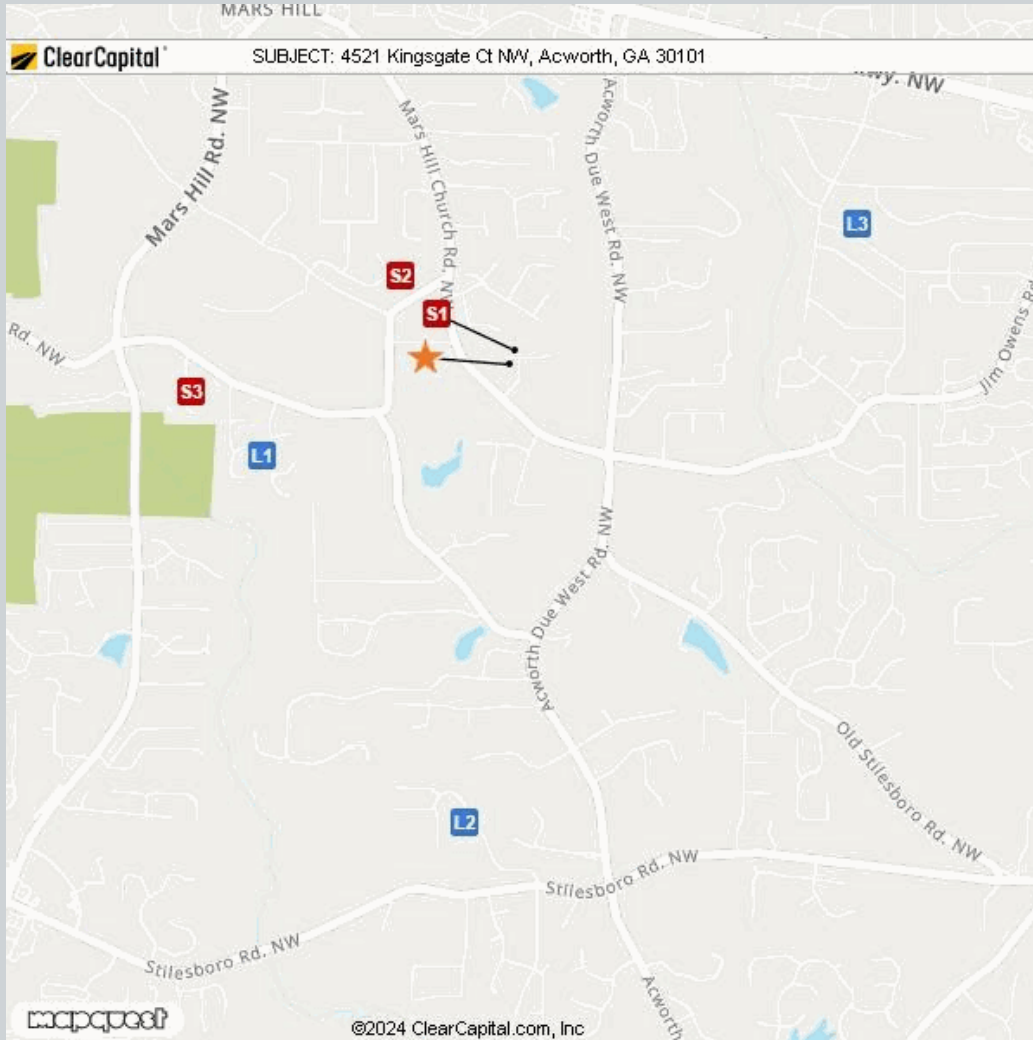 MARS HILL
ClearCapital
SUBJECT: 4521 Kingsgate Ct NW, Acworth, GA 30101
NW
Mars Hill Rd. NW
Mars Hill Church Rd. NW
Acworth Due West Rd. NW
L3
S2
S1
Rd. NW
Jim Owens Rd
S3
L1
Acworth Due West Rd. NW
Old Stilesboro Rd. NW
L2
Stilesboro Rd. NW
Stilesboro Rd. NW
Acworth
mapquest
©2024 ClearCapital.com, Inc